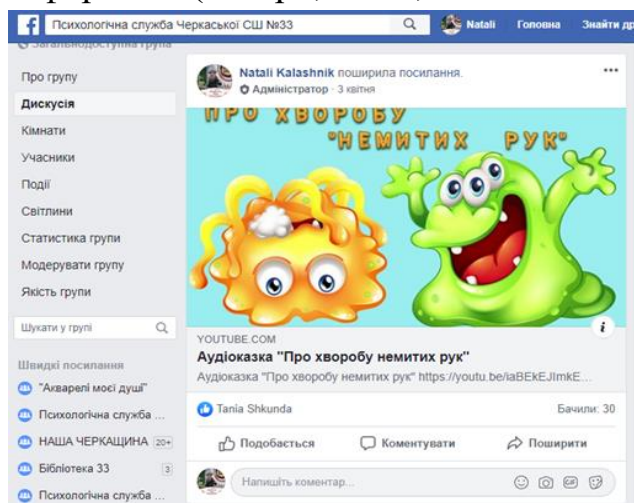 Психологічна служба Черкаської СШ №33
Natali
Головна
Знайти
Загальнодоступна група
Про групу
Дискусія
Кімнати
Учасники
Події
Світлини
Статистика групи
Модерувати групу
Якість групи
Шукати у групі
Швидкі посилання
"Акварелі моєї душі"
Психологічна служба ...
НАША ЧЕРКАЩИНА 20+
Бібліотека 33 3
Психологічна служба ...
Natali Kalashnik поширила посилання.
Адміністратор · 3 квітня
ПРО ХВОРОБУ
"НЕМИТИХ РУК"
YOUTUBE.COM
Аудіоказка "Про хворобу немитих рук"
Аудіоказка "Про хворобу немитих рук" https://youtu.be/iaBEkEJImkE...
Tania Shkunda
Бачили: 30
Подобається
Коментувати
Поширити
Напишіть коментар...
GIF